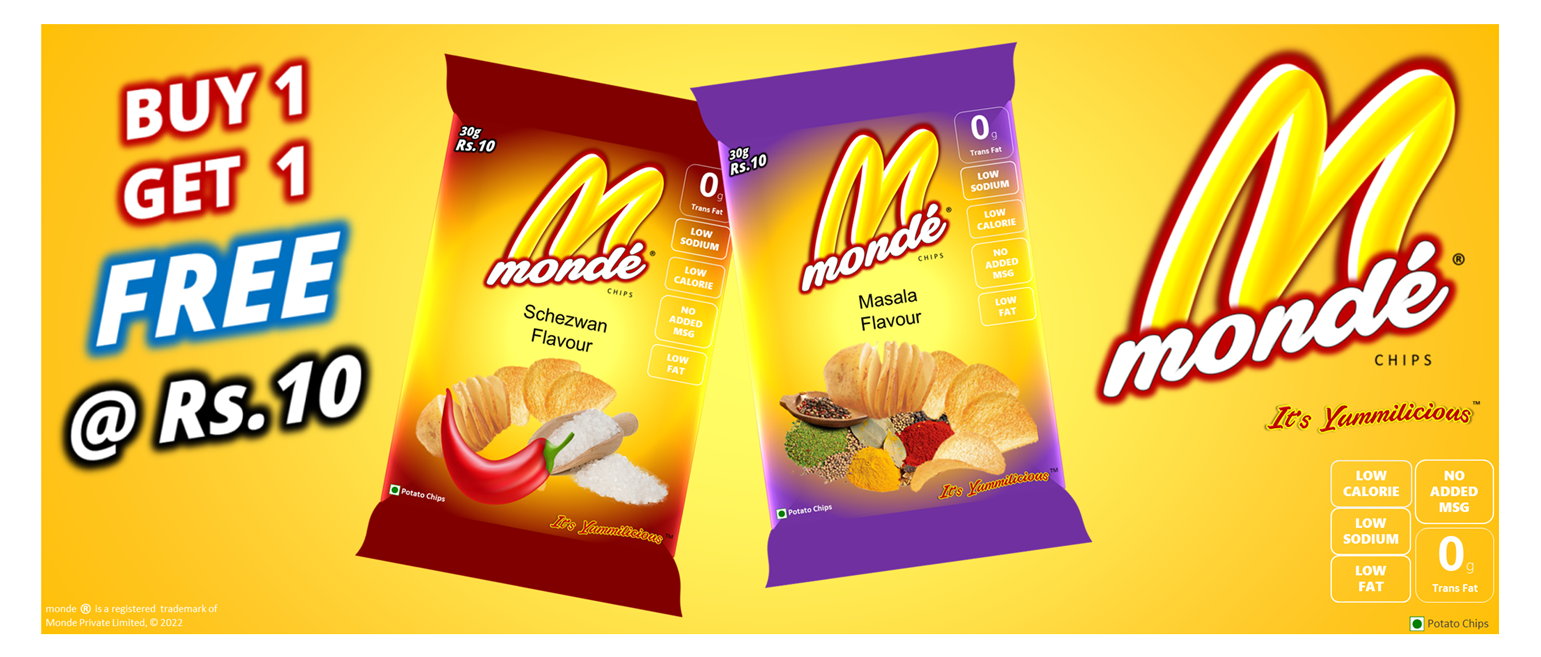 BUY 1
GET 1
FREE
@ Rs.10
30g
Rs.10
mondé®
CHIPS
Schezwan
Flavour
0g
Trans Fat
LOW
SODIUM
LOW
CALORIE
NO
ADDED
MSG
LOW
FAT
Potato Chips
It's Yummilicious™
30g
Rs.10
mondé®
CHIPS
Masala
Flavour
0g
Trans Fat
LOW
SODIUM
LOW
CALORIE
NO
ADDED
MSG
LOW
FAT
Potato Chips
It's Yummilicious™
M
mondé®
CHIPS
It's Yummilicious™
LOW
CALORIE
NO
ADDED
MSG
LOW
SODIUM
LOW
FAT
0g
Trans Fat
Potato Chips
monde ® is a registered trademark of
Monde Private Limited, © 2022